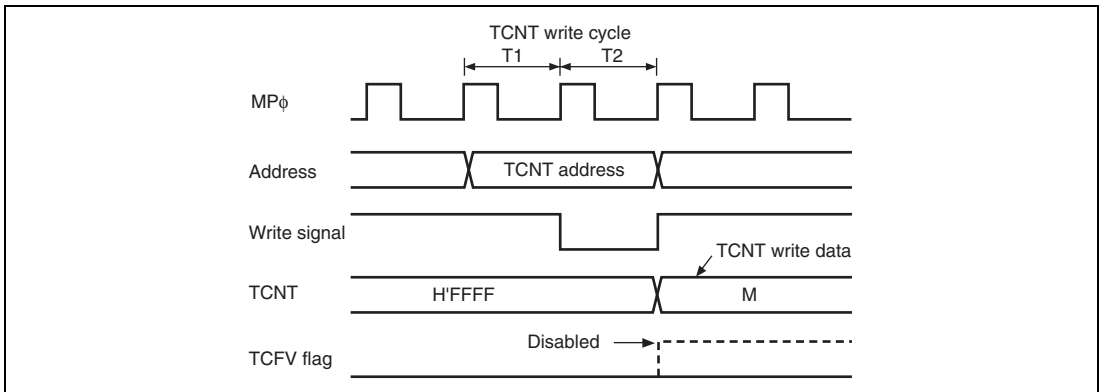 TCNT write cycle
T1 T2
MPϕ
Address TCNT address
Write signal
TCNT write data
TCNT H'FFFF M
Disabled
TCFV flag